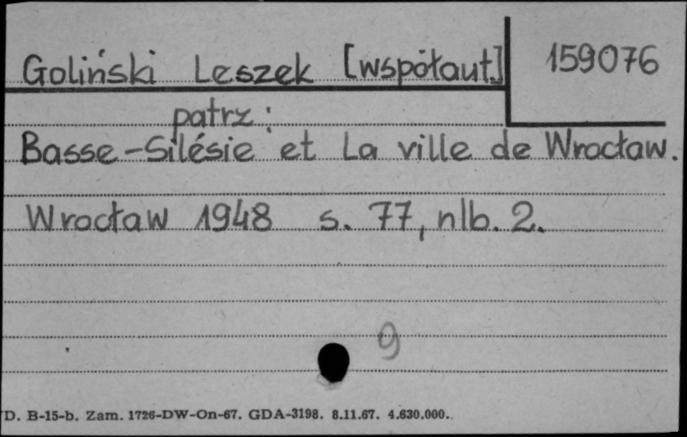 Goliński Leszek [współaut.] 159076
patrz:
Basse-Silésie et La ville de Wrocław.
Wrocław 1948 s. 77, nlb. 2.
9
D. B-15-b. Zam. 1726-DW-On-67. GDA-3198. 8.11.67. 4.630.000.